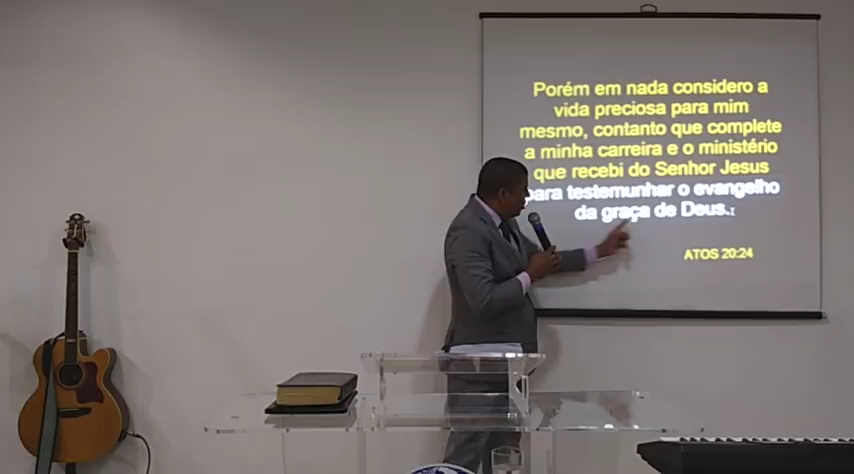 Porém em nada considero a
vida preciosa para mim
mesmo, contanto que complete
a minha carreira e o ministério
que recebi do Senhor Jesus
para testemunhar o evangelho
da graça de Deus.
ATOS 20:24